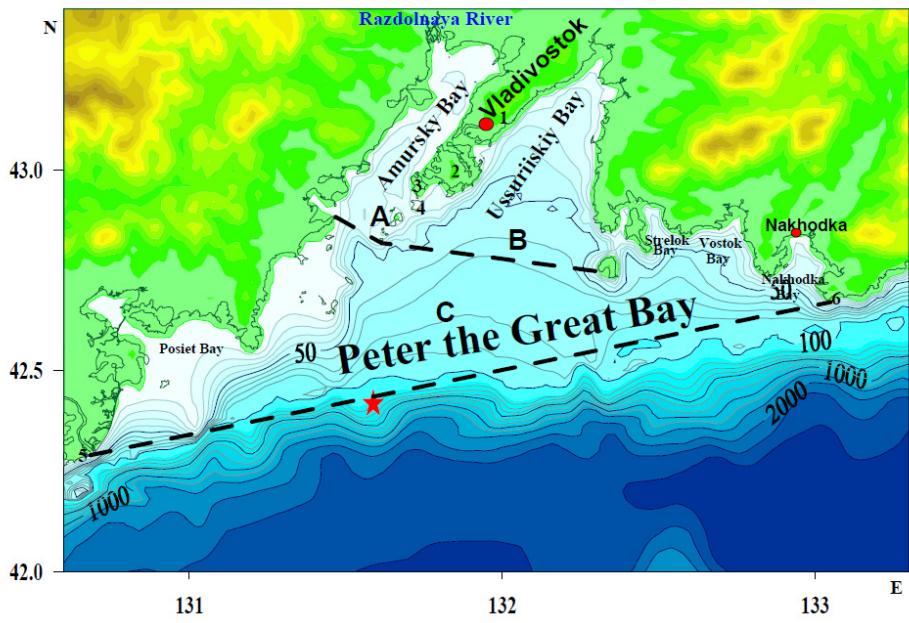 N
Razdolnaya River
Vladivostok
1
Amursky Bay
43.0
2
3
Ussuriiskiy Bay
4
A
B
Strelok
Bay
Vostok
Bay
Nakhodka
Nakhodka
Bay
50
6
C
Peter the Great Bay
Posiet Bay
50
100
42.5
1000
2000
5
1000
42.0
E
131
132
133